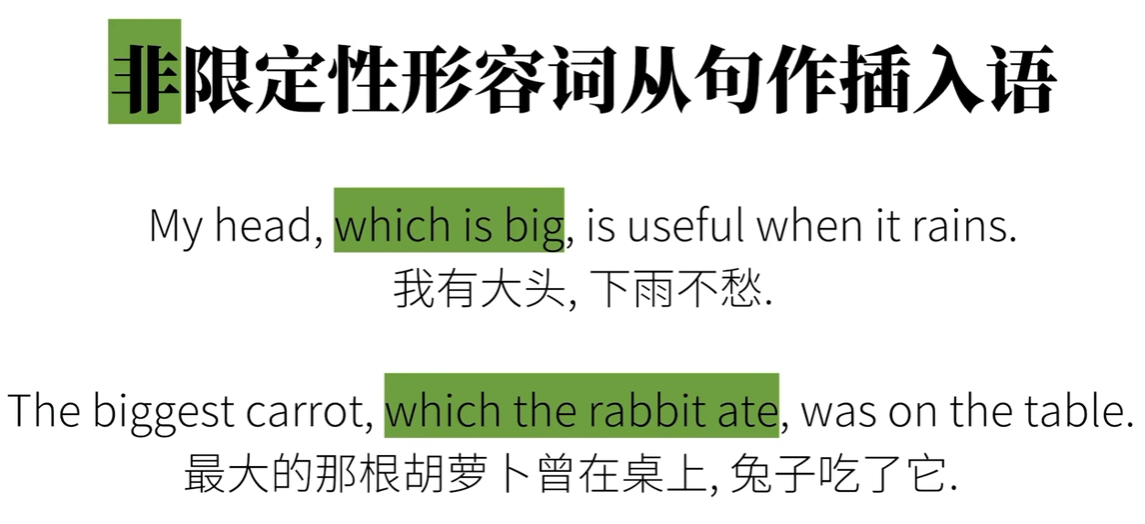 非限定性形容词从句作插入语
My head, which is big, is useful when it rains.
我有大头, 下雨不愁.
The biggest carrot, which the rabbit ate, was on the table.
最大的那根胡萝卜曾在桌上, 兔子吃了它.